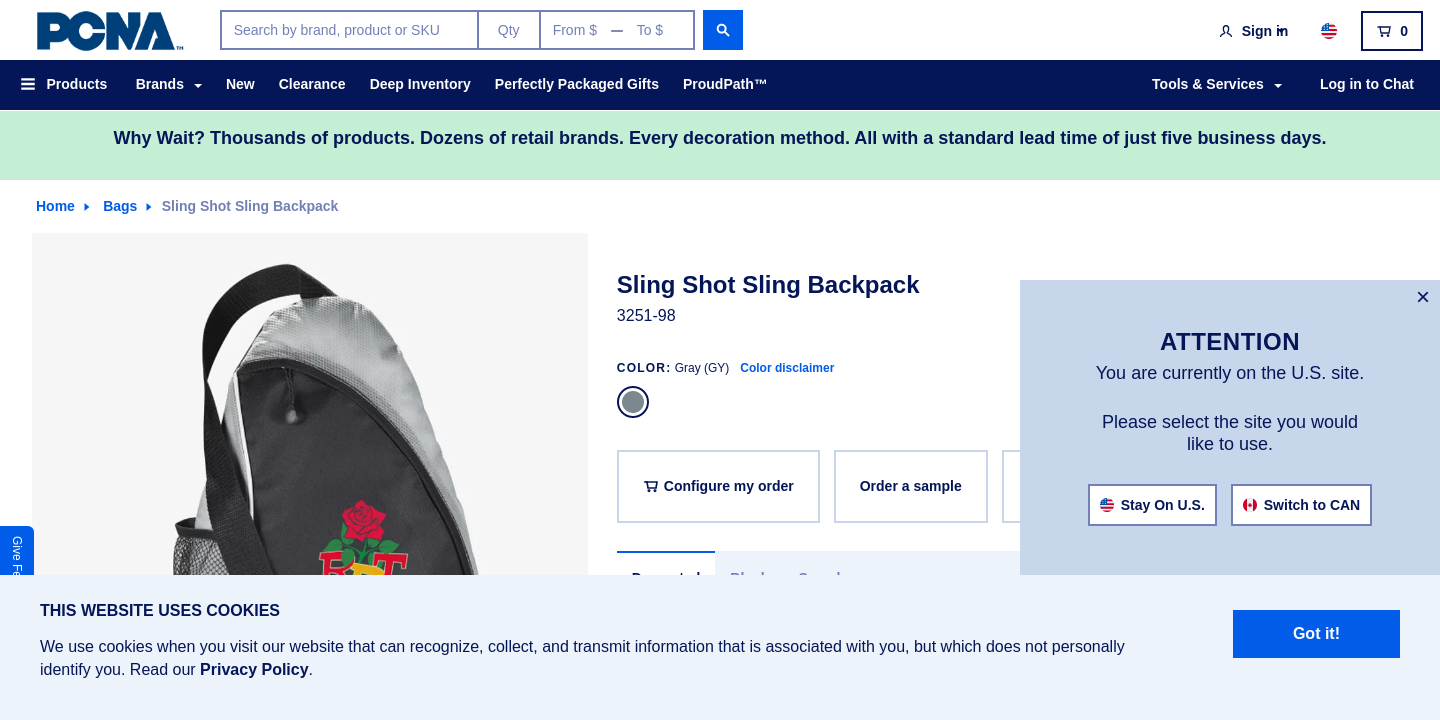 PCNA™
Search by brand, product or SKU
Qty
From $ — To $
Sign in
0
Products
Brands
New
Clearance
Deep Inventory
Perfectly Packaged Gifts
ProudPath™
Tools & Services
Log in to Chat
Why Wait? Thousands of products. Dozens of retail brands. Every decoration method. All with a standard lead time of just five business days.
Home
Bags
Sling Shot Sling Backpack
Sling Shot Sling Backpack
3251-98
COLOR: Gray (GY) Color disclaimer
Configure my order
Order a sample
×
ATTENTION
You are currently on the U.S. site.
Please select the site you would
like to use.
Stay On U.S.
Switch to CAN
Give Fe
THIS WEBSITE USES COOKIES
We use cookies when you visit our website that can recognize, collect, and transmit information that is associated with you, but which does not personally
identify you. Read our Privacy Policy.
Got it!